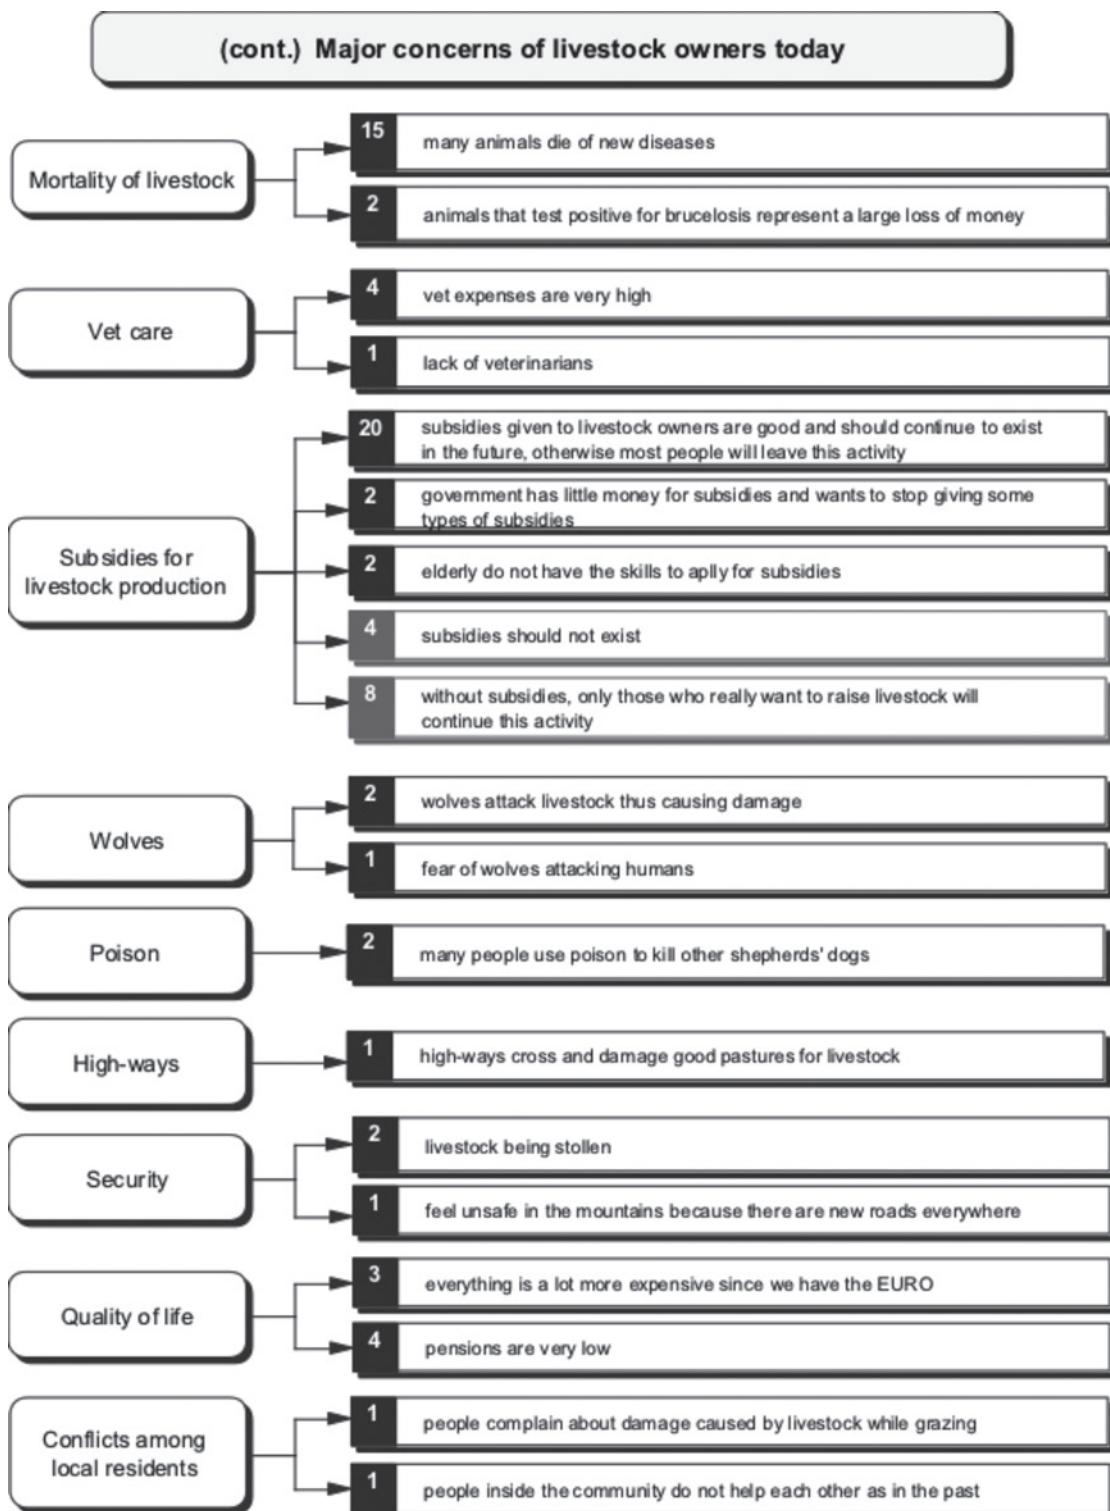 (cont.) Major concerns of livestock owners today
Mortality of livestock
15
many animals die of new diseases
2
animals that test positive for brucelosis represent a large loss of money
Vet care
4
vet expenses are very high
1
lack of veterinarians
Subsidies for
livestock production
20
subsidies given to livestock owners are good and should continue to exist
in the future, otherwise most people will leave this activity
2
government has little money for subsidies and wants to stop giving some
types of subsidies
2
elderly do not have the skills to aplly for subsidies
4
subsidies should not exist
8
without subsidies, only those who really want to raise livestock will
continue this activity
Wolves
2
wolves attack livestock thus causing damage
1
fear of wolves attacking humans
Poison
2
many people use poison to kill other shepherds' dogs
High-ways
1
high-ways cross and damage good pastures for livestock
Security
2
livestock being stollen
1
feel unsafe in the mountains because there are new roads everywhere
Quality of life
3
everything is a lot more expensive since we have the EURO
4
pensions are very low
Conflicts among
local residents
1
people complain about damage caused by livestock while grazing
1
people inside the community do not help each other as in the past